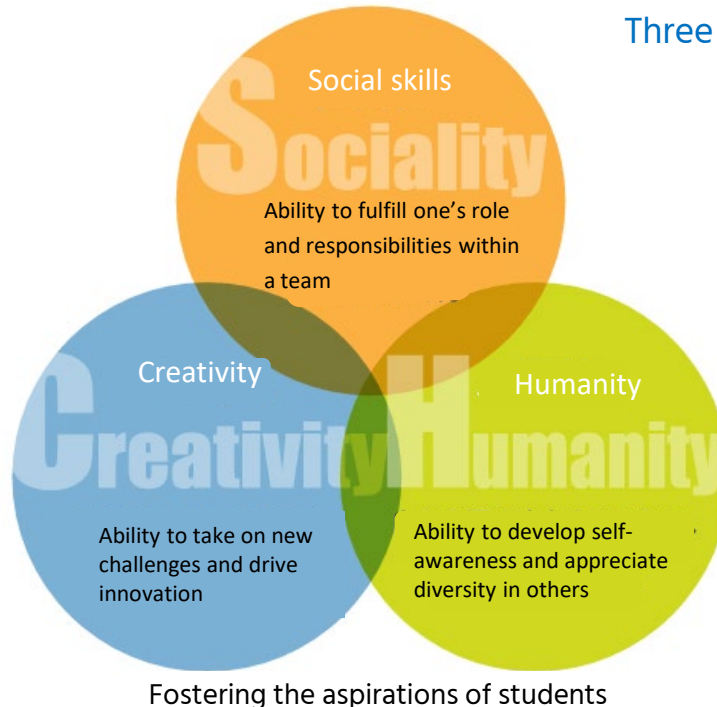 Three
Social skills
Sociality
Ability to fulfill one’s role
and responsibilities within
a team
Creativity
Creativity
Ability to take on new
challenges and drive
innovation
Humanity
Humanity
Ability to develop self-
awareness and appreciate
diversity in others
Fostering the aspirations of students